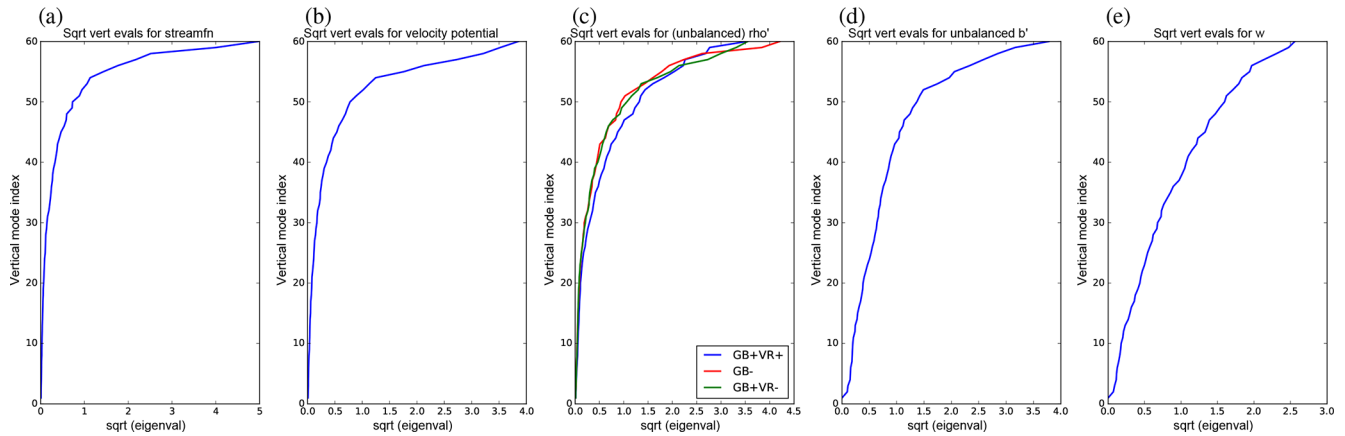 (a)
Sqrt vert evals for streamfn
Vertical mode index
60
50
40
30
20
10
0
0 1 2 3 4 5
sqrt (eigenval)
(b)
Sqrt vert evals for velocity potential
Vertical mode index
60
50
40
30
20
10
0
0.0 0.5 1.0 1.5 2.0 2.5 3.0 3.5 4.0
sqrt (eigenval)
(c)
Sqrt vert evals for (unbalanced) rho'
Vertical mode index
60
50
40
30
20
10
0
GB+VR+
GB-
GB+VR-
0.0 0.5 1.0 1.5 2.0 2.5 3.0 3.5 4.0 4.5
sqrt (eigenval)
(d)
Sqrt vert evals for unbalanced b'
Vertical mode index
60
50
40
30
20
10
0
0.0 0.5 1.0 1.5 2.0 2.5 3.0 3.5 4.0
sqrt (eigenval)
(e)
Sqrt vert evals for w
Vertical mode index
60
50
40
30
20
10
0
0.0 0.5 1.0 1.5 2.0 2.5 3.0
sqrt (eigenval)